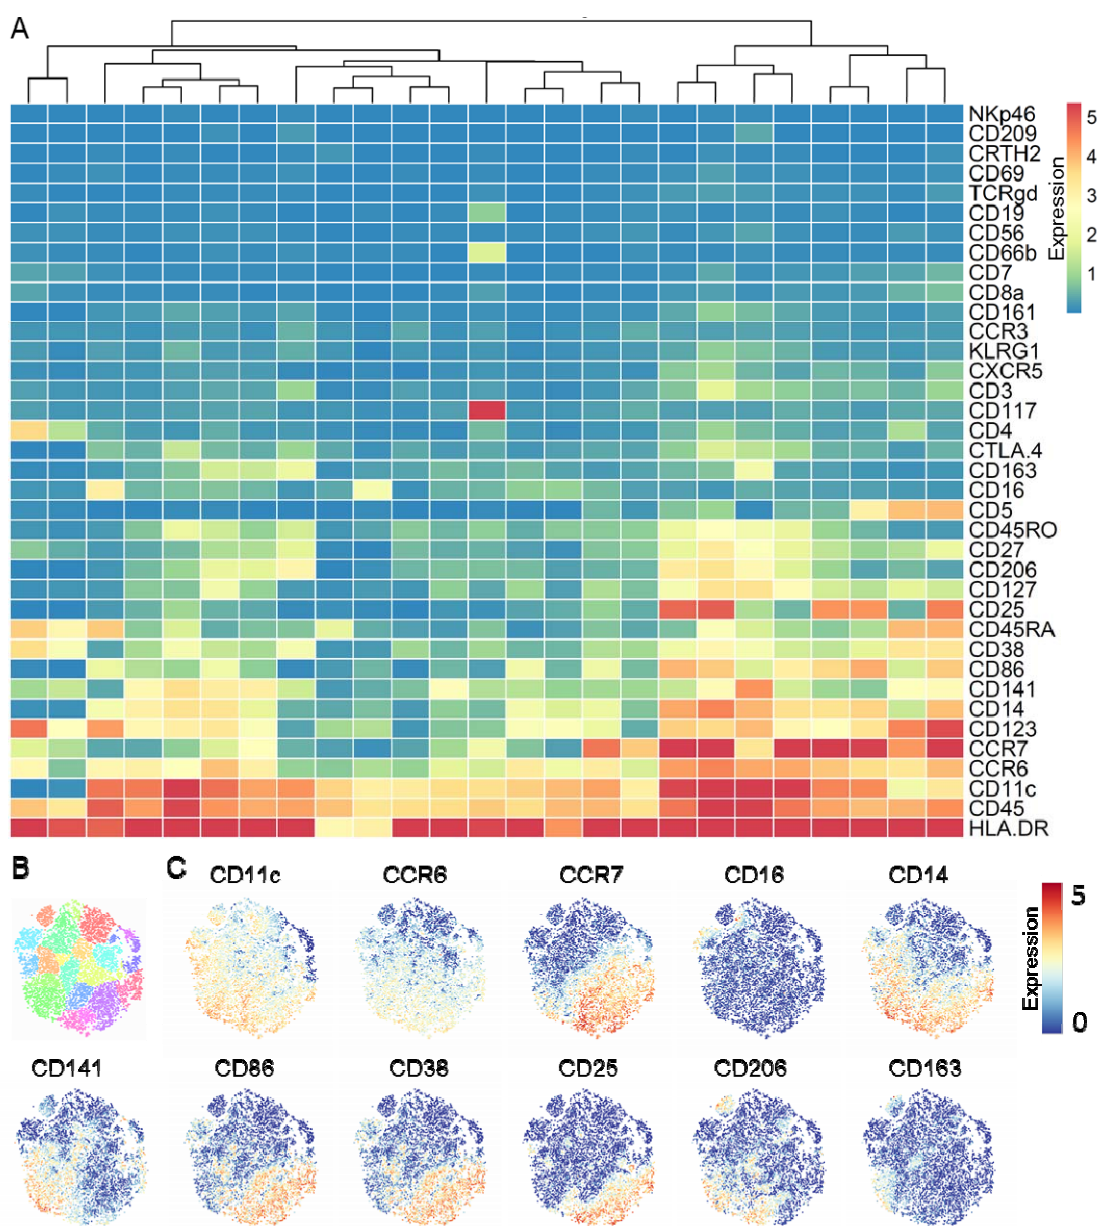 A
NKp46
CD209
CRTH2
CD69
TCRgd
CD19
CD56
CD66b
CD7
CD8a
CD161
CCR3
KLRG1
CXCR5
CD3
CD117
CD4
CTLA.4
CD163
CD16
CD5
CD45RO
CD27
CD206
CD127
CD25
CD45RA
CD38
CD86
CD141
CD14
CD123
CCR7
CCR6
CD11c
CD45
HLA.DR
5
4
3
2
1
Expression
B
C
CD11c
CCR6
CCR7
CD16
CD14
5
0
Expression
CD141
CD86
CD38
CD25
CD206
CD163